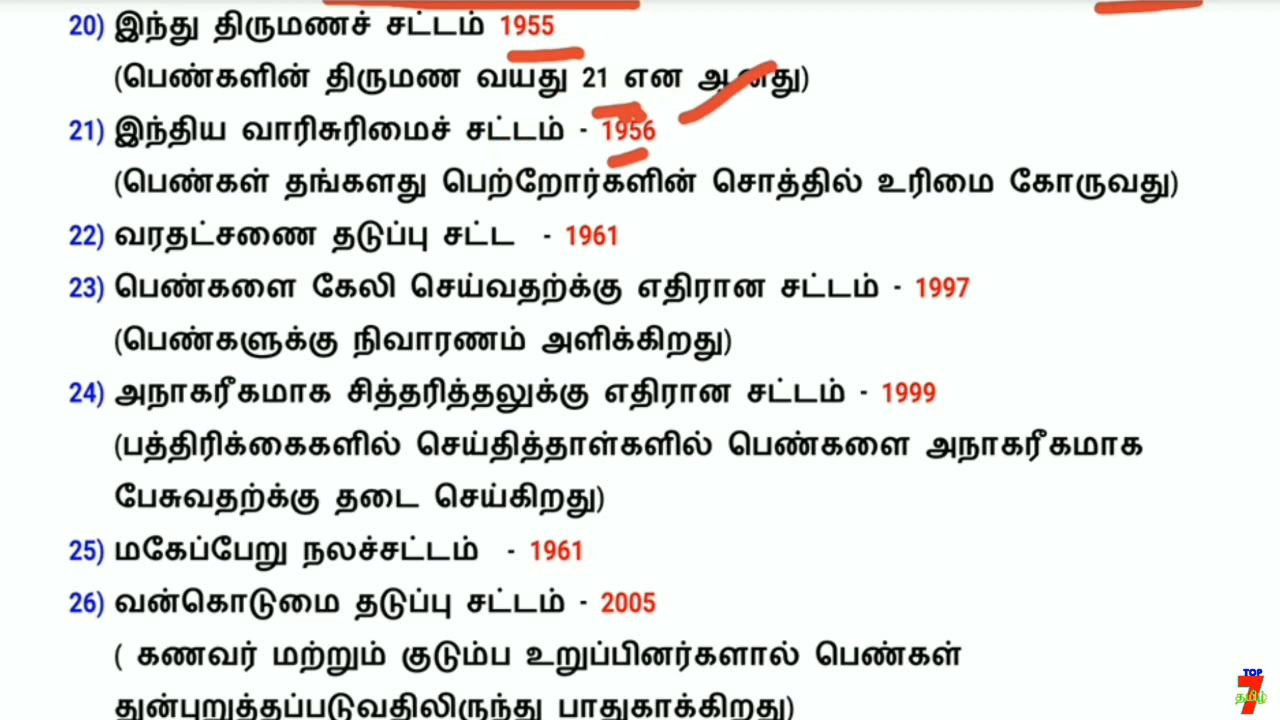 20) இந்து திருமணச் சட்டம் 1955
(பெண்களின் திருமண வயது 21 என ஆனது)
21) இந்திய வாரிசுரிமைச் சட்டம் - 1956
(பெண்கள் தங்களது பெற்றோர்களின் சொத்தில் உரிமை கோருவது)
22) வரதட்சணை தடுப்பு சட்ட - 1961
23) பெண்களை கேலி செய்வதற்க்கு எதிரான சட்டம் - 1997
(பெண்களுக்கு நிவாரணம் அளிக்கிறது)
24) அநாகரீகமாக சித்தரித்தலுக்கு எதிரான சட்டம் - 1999
(பத்திரிக்கைகளில் செய்தித்தாள்களில் பெண்களை அநாகரீகமாக
பேசுவதற்க்கு தடை செய்கிறது)
25) மகேப்பேறு நலச்சட்டம் - 1961
26) வன்கொடுமை தடுப்பு சட்டம் - 2005
( கணவர் மற்றும் குடும்ப உறுப்பினர்களால் பெண்கள்
துன்புறுத்தப்படுவதிலிருந்து பாதுகாக்கிறது)
TOP
7
தமிழ்